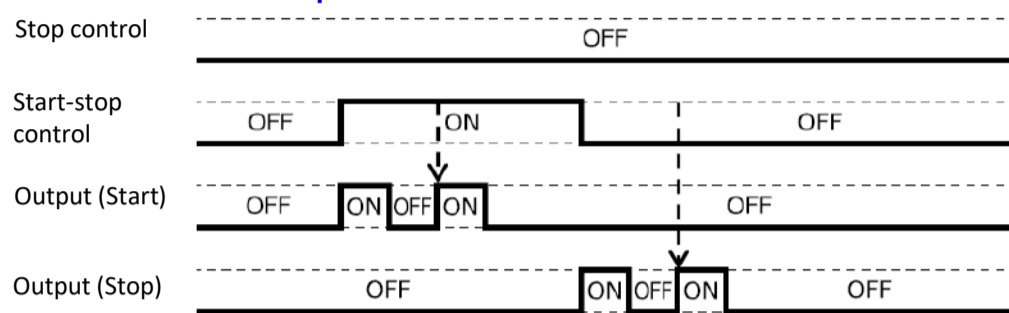 Stop control
OFF
Start-stop
control
OFF
ON
OFF
Output (Start)
OFF
ON
OFF
ON
OFF
Output (Stop)
OFF
ON
OFF
ON
OFF